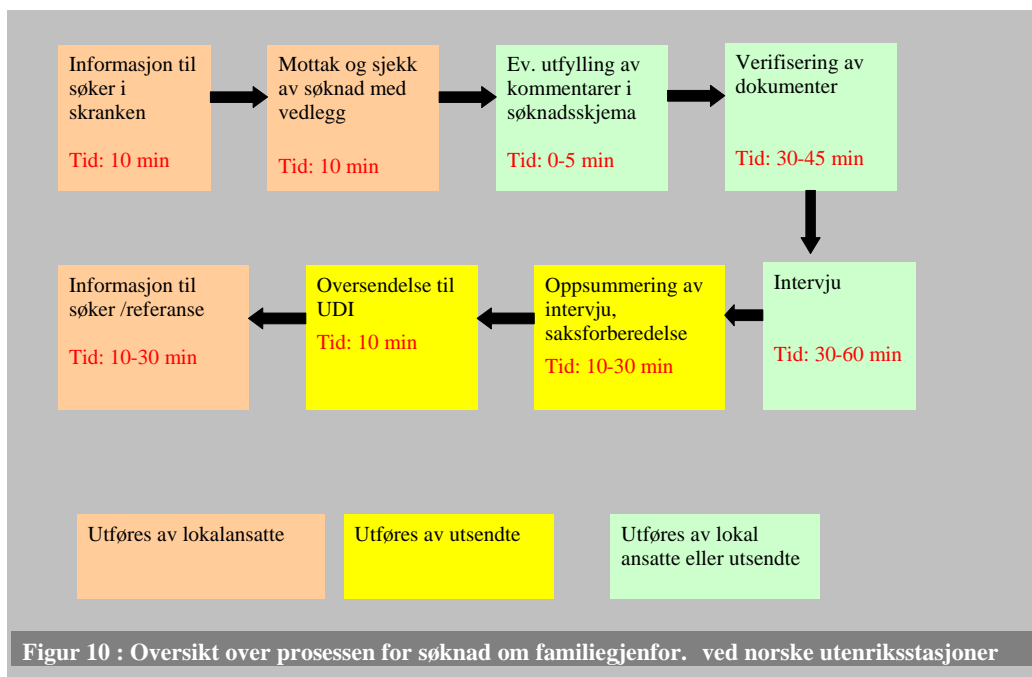 Informasjon til
søker i
skranken
Tid: 10 min
Mottak og sjekk
av søknad med
vedlegg
Tid: 10 min
Ev. utfylling av
kommentarer i
søknadsskjema
Tid: 0-5 min
Verifisering av
dokumenter
Tid: 30-45 min
Intervju
Tid: 30-60 min
Oppsummering av
intervju,
saksforberedelse
Tid: 10-30 min
Oversendelse til
UDI
Tid: 10 min
Informasjon til
søker /referanse
Tid: 10-30 min
Utføres av lokalansatte
Utføres av utsendte
Utføres av lokal
ansatte eller utsendte
Figur 10 : Oversikt over prosessen for søknad om familiegjenfor. ved norske utenriksstasjoner